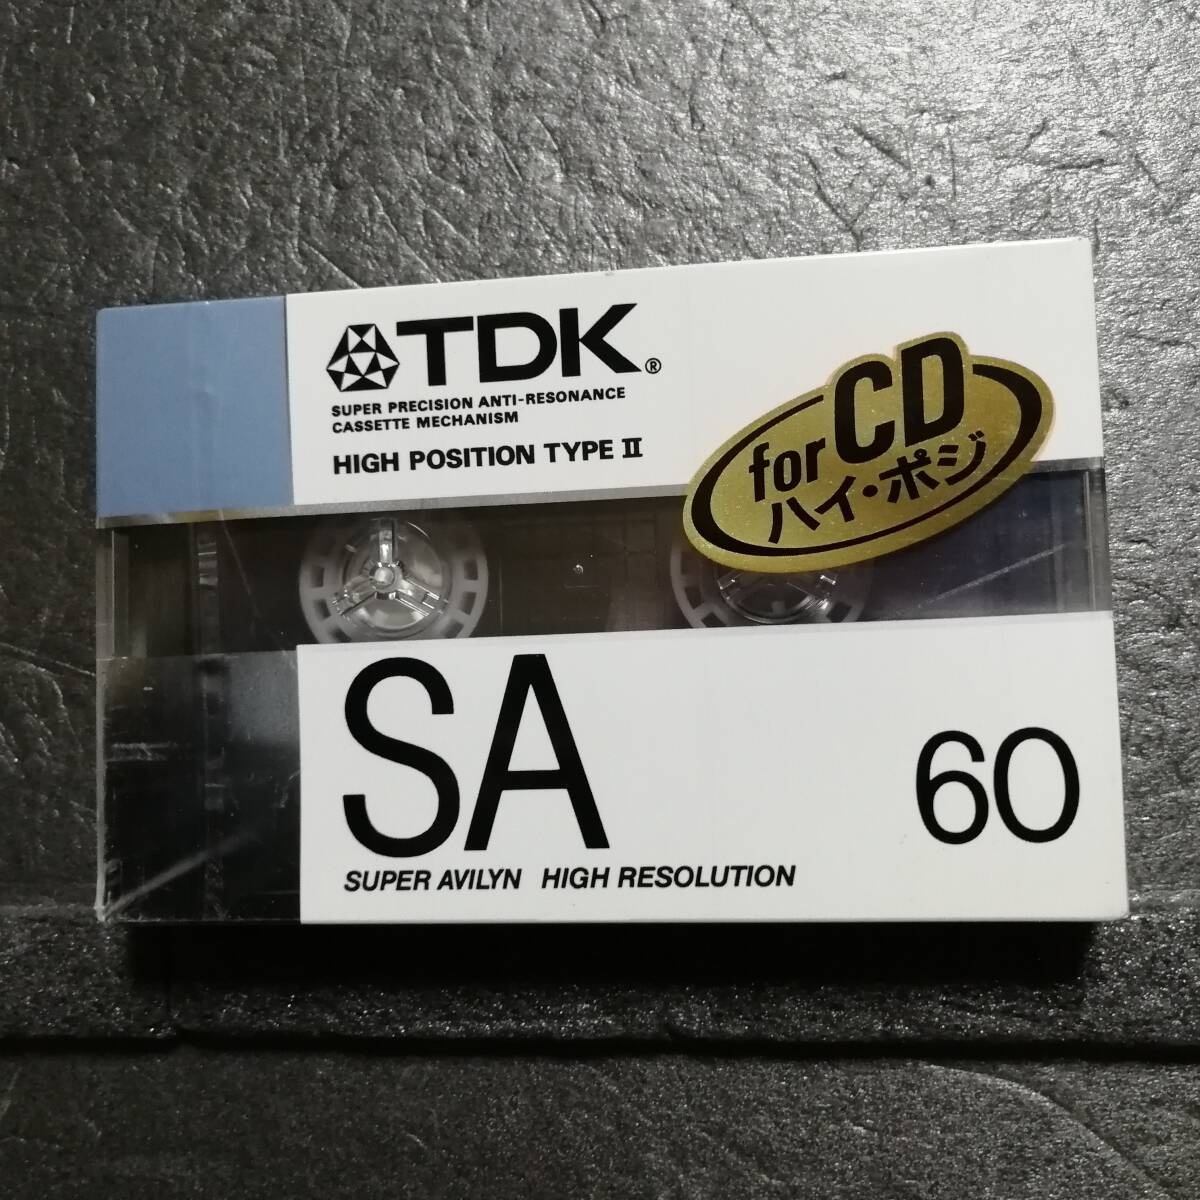 TDK®
SUPER PRECISION ANTI-RESONANCE
CASSETTE MECHANISM
HIGH POSITION TYPE II
for CD
ハイ・ポジ
SA
60
SUPER AVILYN HIGH RESOLUTION